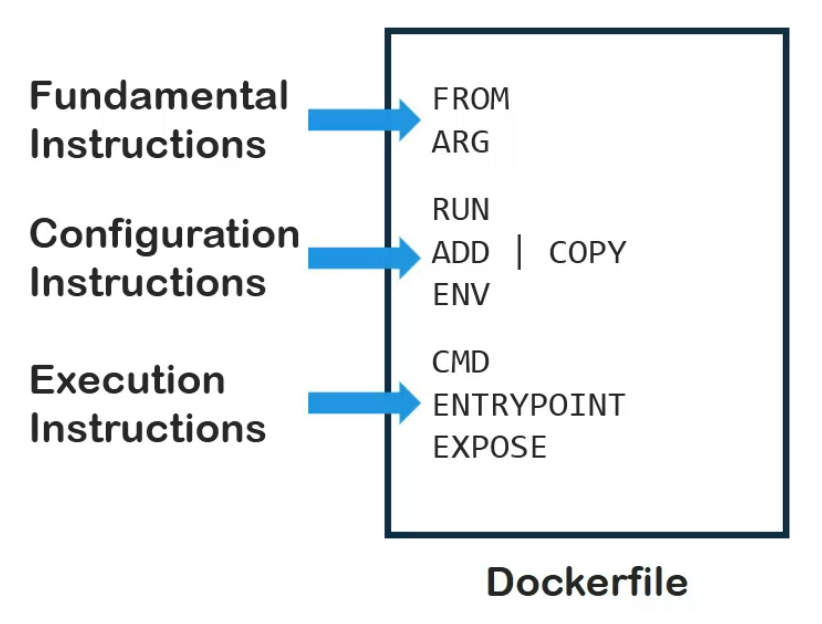 Fundamental
Instructions
FROM
ARG
Configuration
Instructions
RUN
ADD | COPY
ENV
Execution
Instructions
CMD
ENTRYPOINT
EXPOSE
Dockerfile